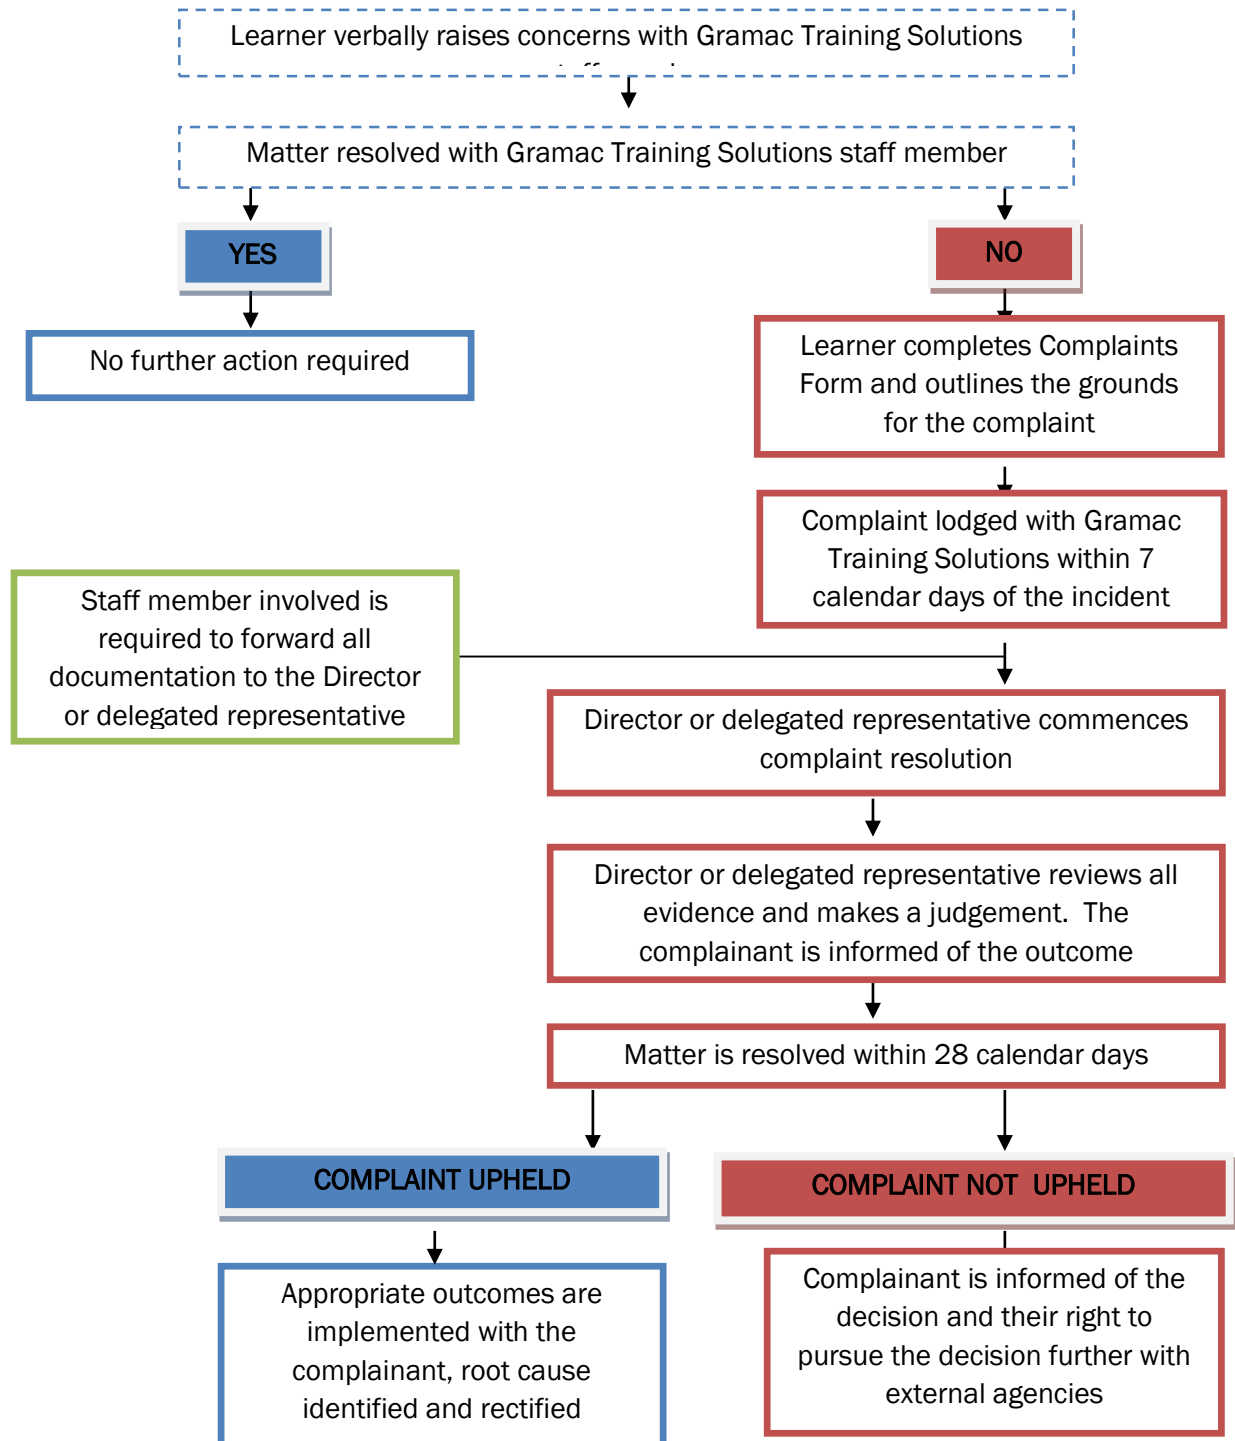 Learner verbally raises concerns with Gramac Training Solutions
Matter resolved with Gramac Training Solutions staff member
YES
NO
No further action required
Learner completes Complaints
Form and outlines the grounds
for the complaint
Complaint lodged with Gramac
Training Solutions within 7
calendar days of the incident
Staff member involved is
required to forward all
documentation to the Director
or delegated representative
Director or delegated representative commences
complaint resolution
Director or delegated representative reviews all
evidence and makes a judgement.  The
complainant is informed of the outcome
Matter is resolved within 28 calendar days
COMPLAINT UPHELD
COMPLAINT NOT  UPHELD
Appropriate outcomes are
implemented with the
complainant, root cause
identified and rectified
Complainant is informed of the
decision and their right to
pursue the decision further with
external agencies